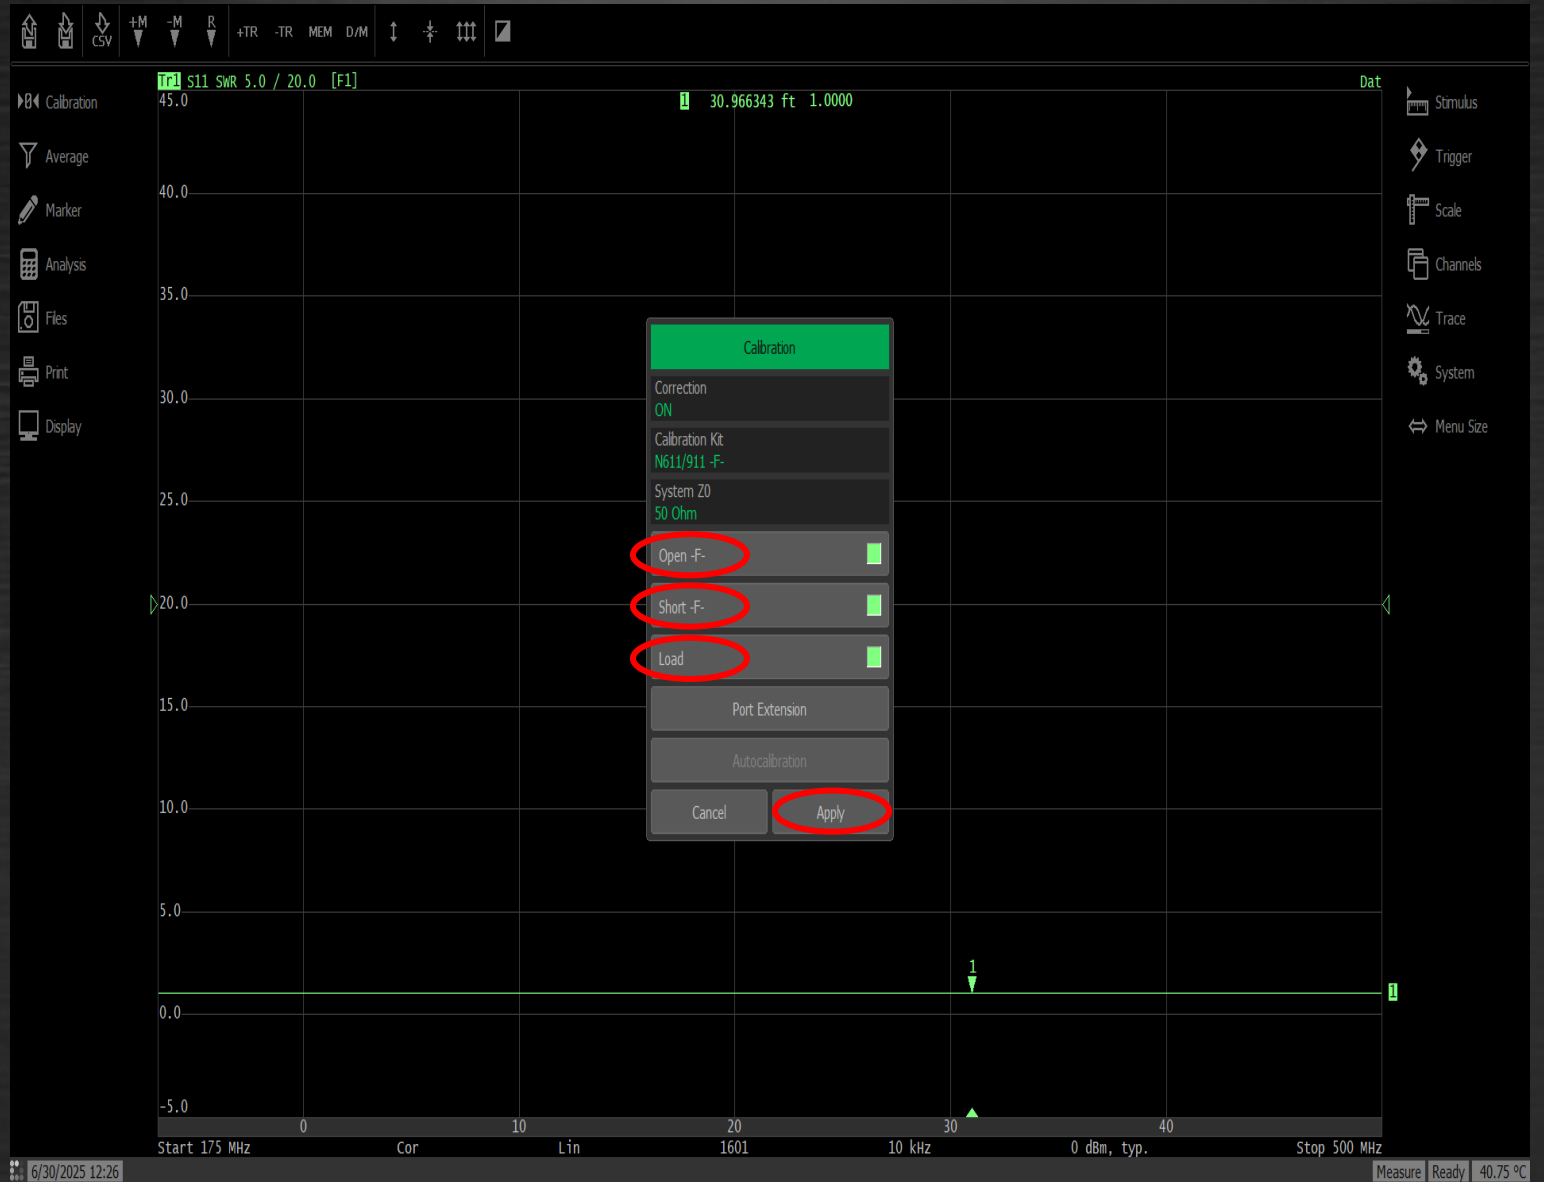 CSV +M -M R +TR -TR MEM D/M
Tr1 S11 SWR 5.0 / 20.0 [F1]
Dat
1 30.966343 ft 1.0000
Calibration
Average
Marker
Analysis
Files
Print
Display
45.0
40.0
35.0
30.0
25.0
20.0
15.0
10.0
5.0
0.0
-5.0
Calibration
Correction
ON
Calibration Kit
N611/911 -F-
System Z0
50 Ohm
Open -F-
Short -F-
Load
Port Extension
Autocalibration
Cancel Apply
1
1
Stimulus
Trigger
Scale
Channels
Trace
System
Menu Size
0 10 20 30 40
Start 175 MHz Cor Lin 1601 10 kHz 0 dBm, typ. Stop 500 MHz
6/30/2025 12:26 Measure Ready 40.75 °C